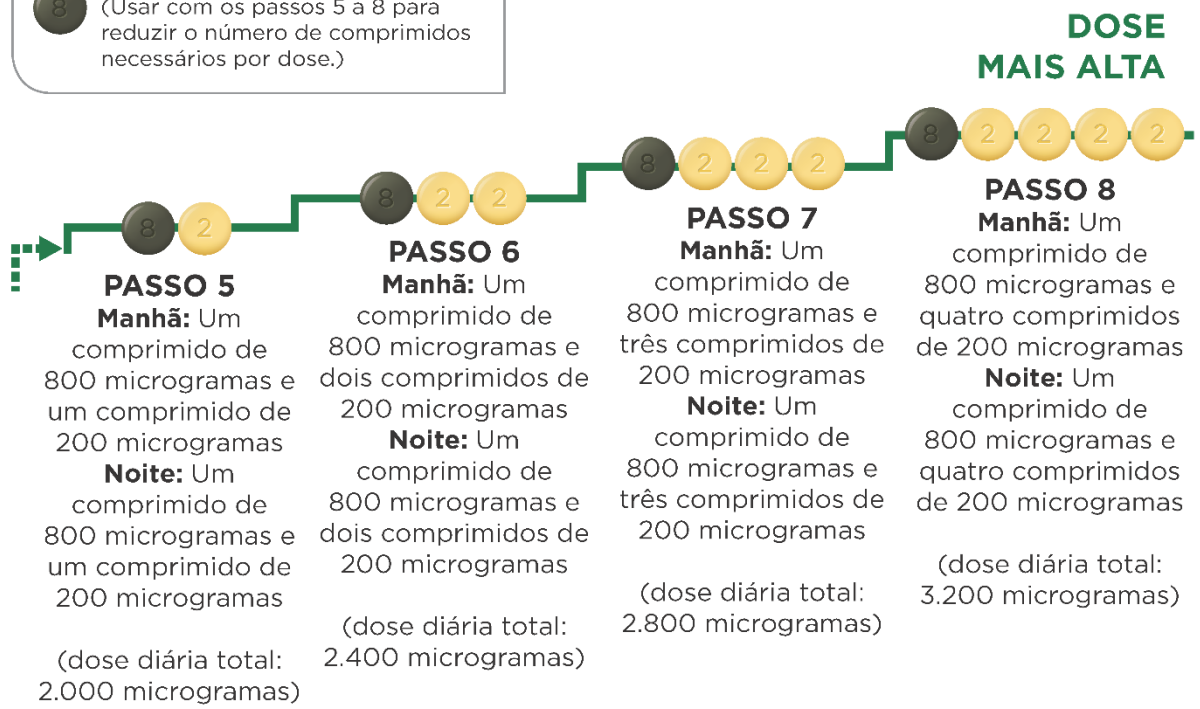 8
(Usar com os passos 5 a 8 para
reduzir o número de comprimidos
necessários por dose.)
DOSE
MAIS ALTA
8 2
PASSO 5
Manhã: Um
comprimido de
800 microgramas e
um comprimido de
200 microgramas
Noite: Um
comprimido de
800 microgramas e
um comprimido de
200 microgramas
(dose diária total:
2.000 microgramas)
8 2 2
PASSO 6
Manhã: Um
comprimido de
800 microgramas e
dois comprimidos de
200 microgramas
Noite: Um
comprimido de
800 microgramas e
dois comprimidos de
200 microgramas
(dose diária total:
2.400 microgramas)
8 2 2 2
PASSO 7
Manhã: Um
comprimido de
800 microgramas e
três comprimidos de
200 microgramas
Noite: Um
comprimido de
800 microgramas e
três comprimidos de
200 microgramas
(dose diária total:
2.800 microgramas)
8 2 2 2 2
PASSO 8
Manhã: Um
comprimido de
800 microgramas e
quatro comprimidos
de 200 microgramas
Noite: Um
comprimido de
800 microgramas e
quatro comprimidos
de 200 microgramas
(dose diária total:
3.200 microgramas)